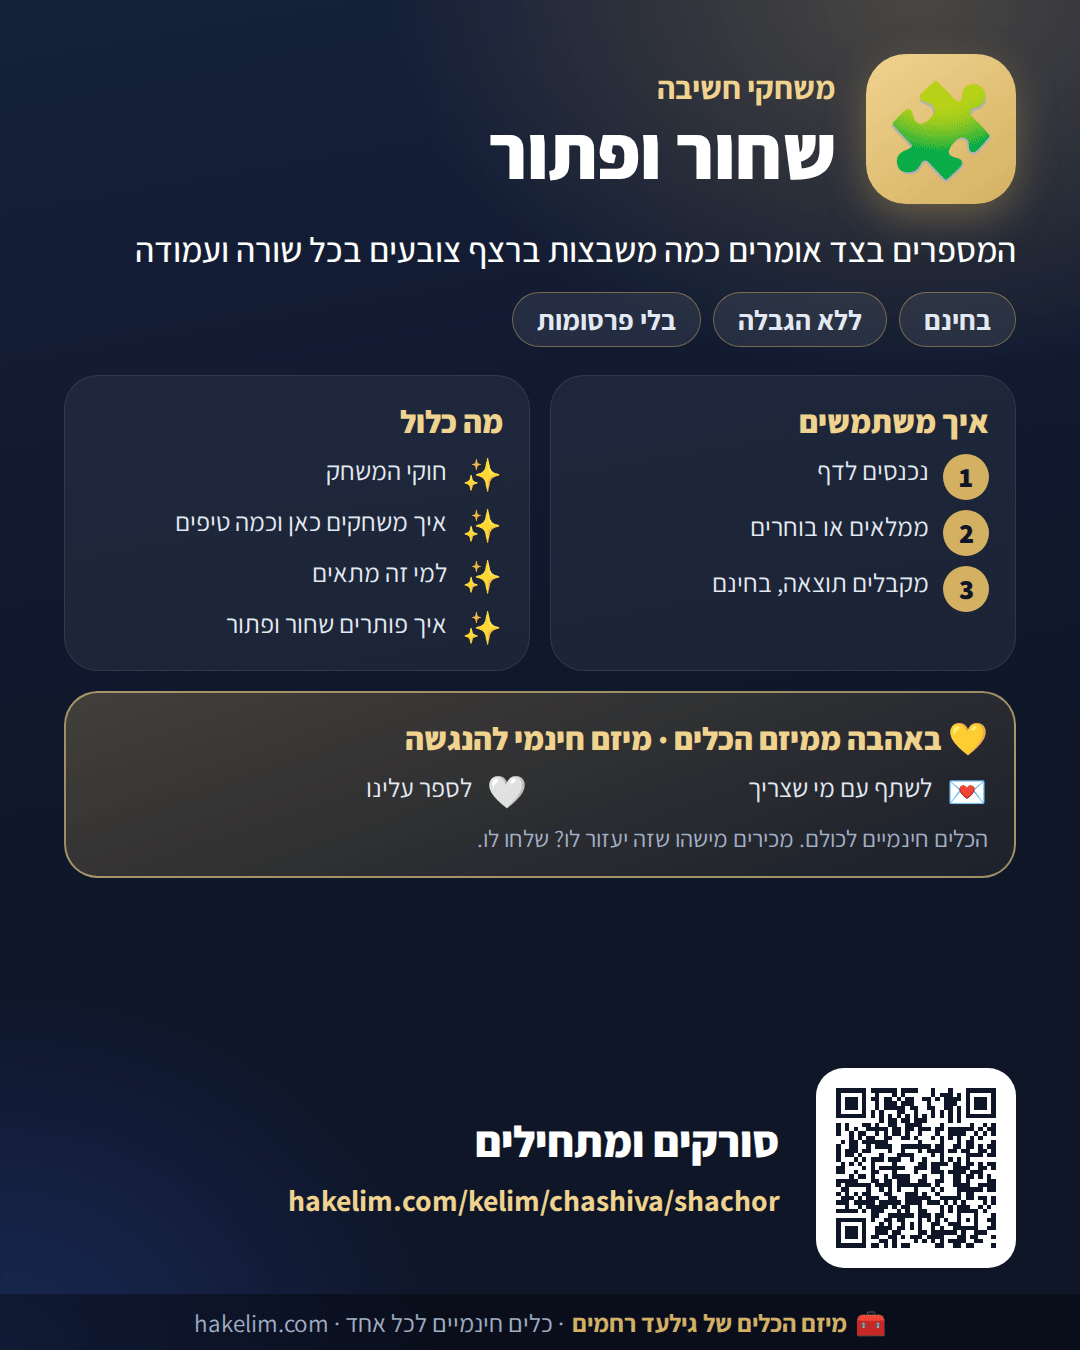 משחקי חשיבה
שחור ופתור
המספרים בצד אומרים כמה משבצות ברצף צובעים בכל שורה ועמודה
בחינם
ללא הגבלה
בלי פרסומות
איך משתמשים
1 נכנסים לדף
2 ממלאים או בוחרים
3 מקבלים תוצאה, בחינם
מה כלול
חוקי המשחק
איך משחקים כאן וכמה טיפים
למי זה מתאים
איך פותרים שחור ופתור
באהבה ממיזם הכלים · מיזם חינמי להנגשה
לשתף עם מי שצריך
לספר עלינו
הכלים חינמיים לכולם. מכירים מישהו שזה יעזור לו? שלחו לו.
סורקים ומתחילים
hakelim.com/kelim/chashiva/shachor
מיזם הכלים של גילעד רחמים · כלים חינמיים לכל אחד · hakelim.com